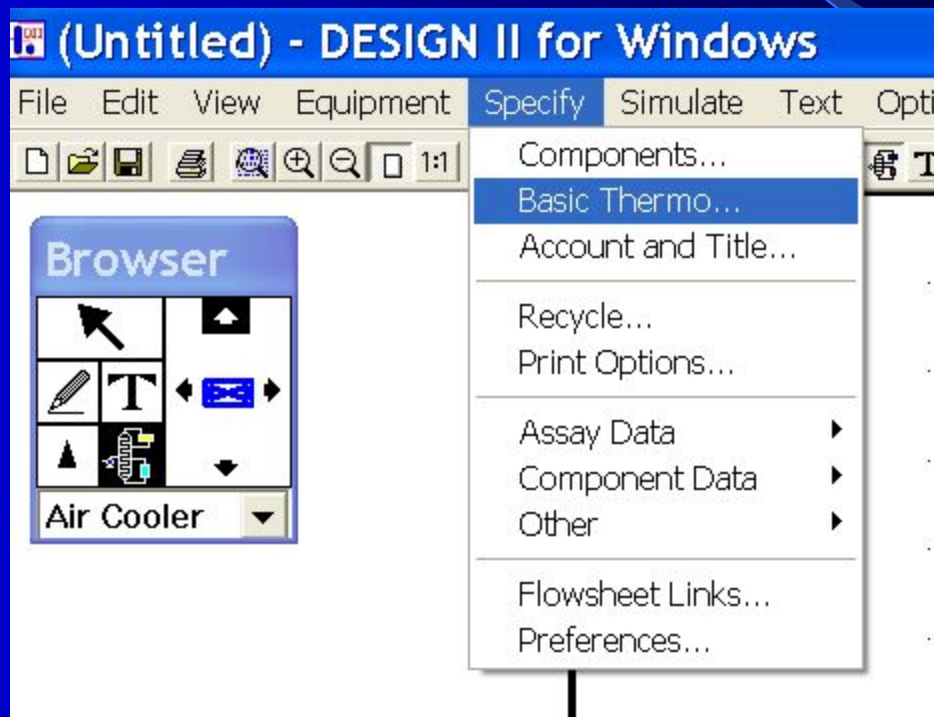 (Untitled) - DESIGN II for Windows
File Edit View Equipment Specify Simulate Text Opti
1:1 T
Components...
Basic Thermo...
Account and Title...
Browser
Recycle...
Print Options...
T
Assay Data
Component Data
Other
Air Cooler
Flowsheet Links...
Preferences...